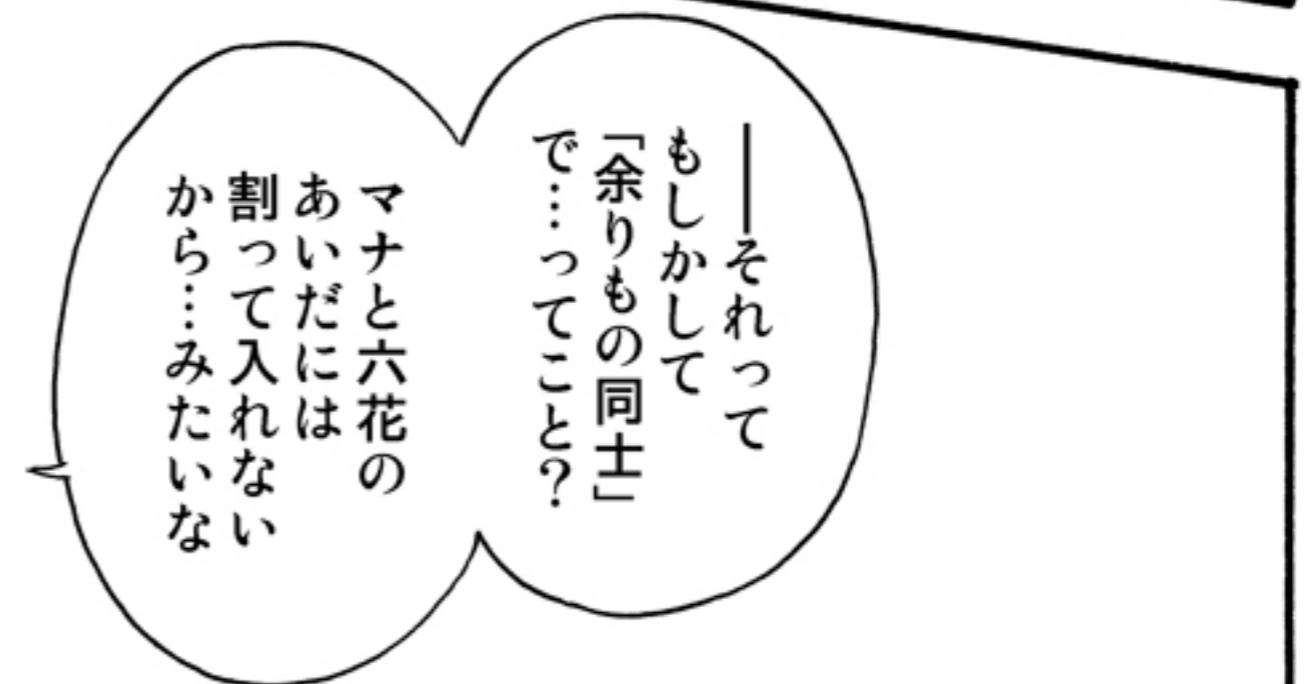 ――それって
もしかして
「余りもの同士」
で…ってこと？
マナと六花の
あいだには
割って入れない
から…みたいな